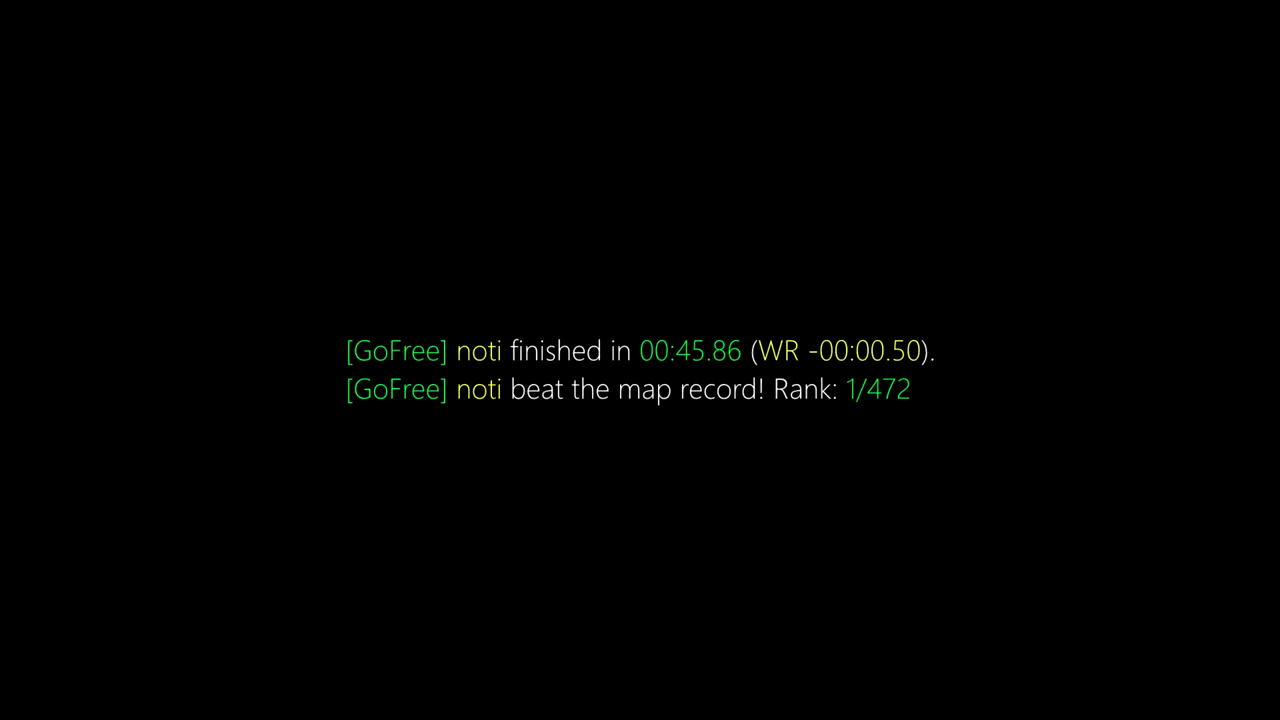 [GoFree] noti finished in 00:45.86 (WR -00:00.50).
[GoFree] noti beat the map record! Rank: 1/472